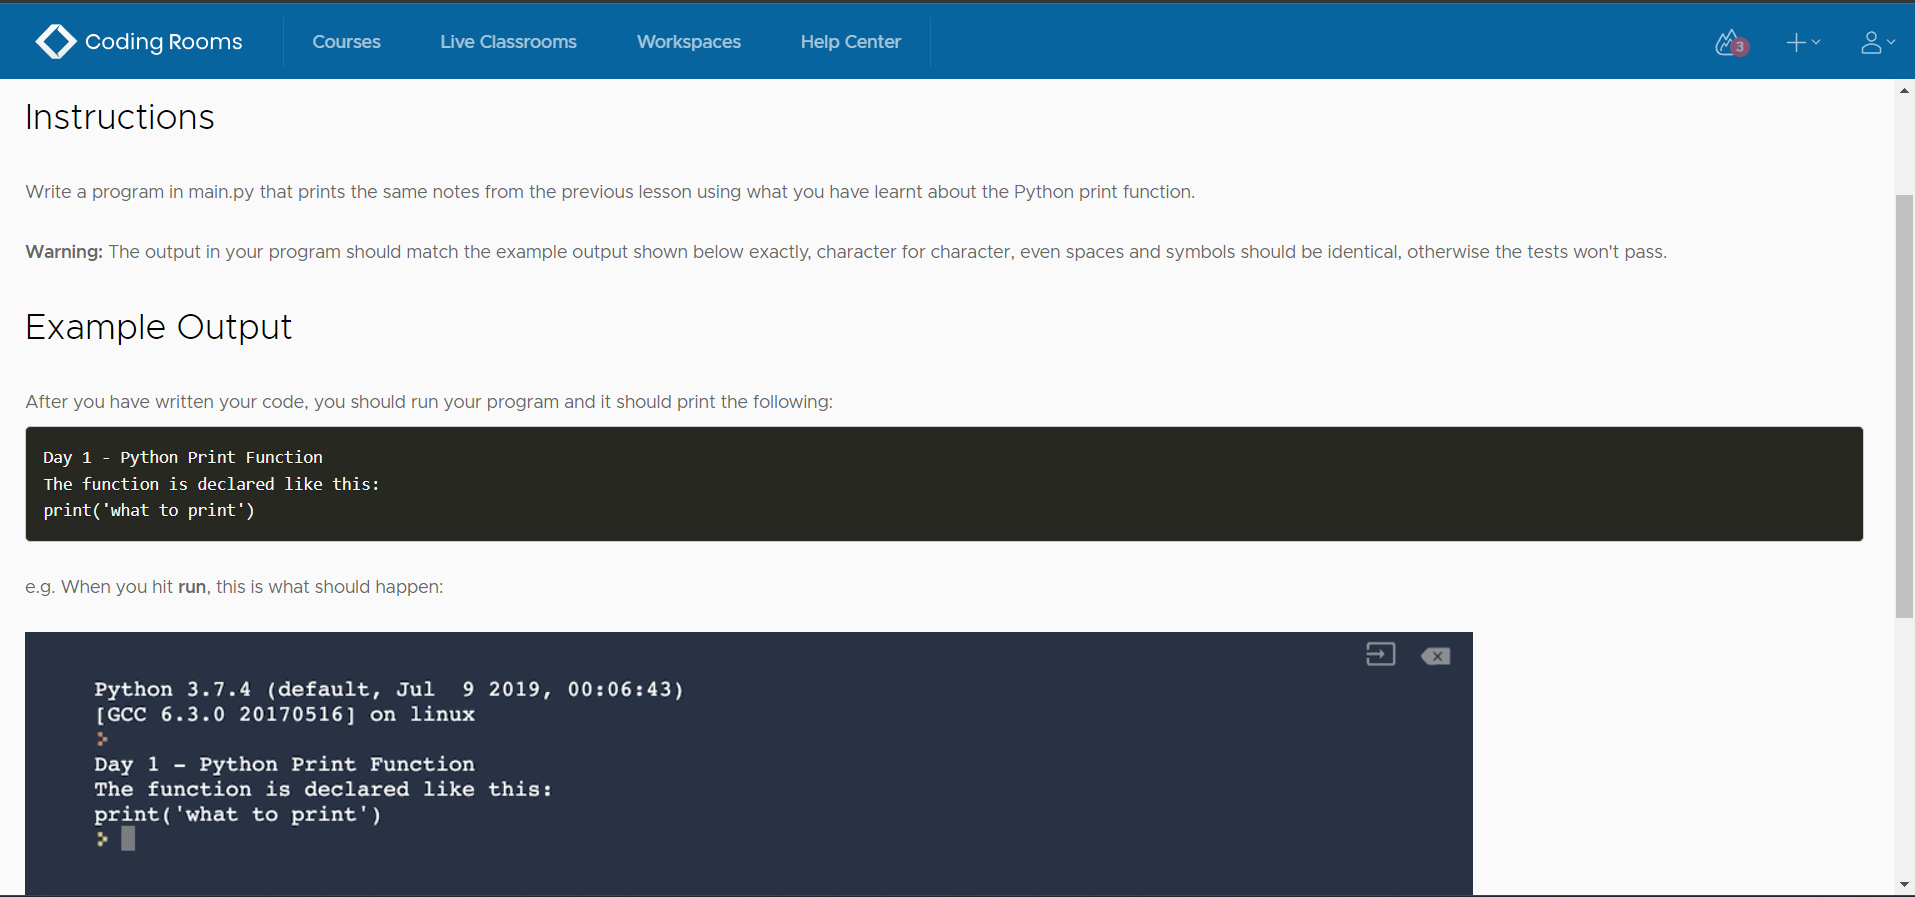 Coding Rooms Courses Live Classrooms Workspaces Help Center 3
Instructions
Write a program in main.py that prints the same notes from the previous lesson using what you have learnt about the Python print function.
Warning: The output in your program should match the example output shown below exactly, character for character, even spaces and symbols should be identical, otherwise the tests won't pass.
Example Output
After you have written your code, you should run your program and it should print the following:
Day 1 - Python Print Function
The function is declared like this:
print('what to print')
e.g. When you hit run, this is what should happen:
Python 3.7.4 (default, Jul  9 2019, 00:06:43)
[GCC 6.3.0 20170516] on linux
>
Day 1 - Python Print Function
The function is declared like this:
print('what to print')
>